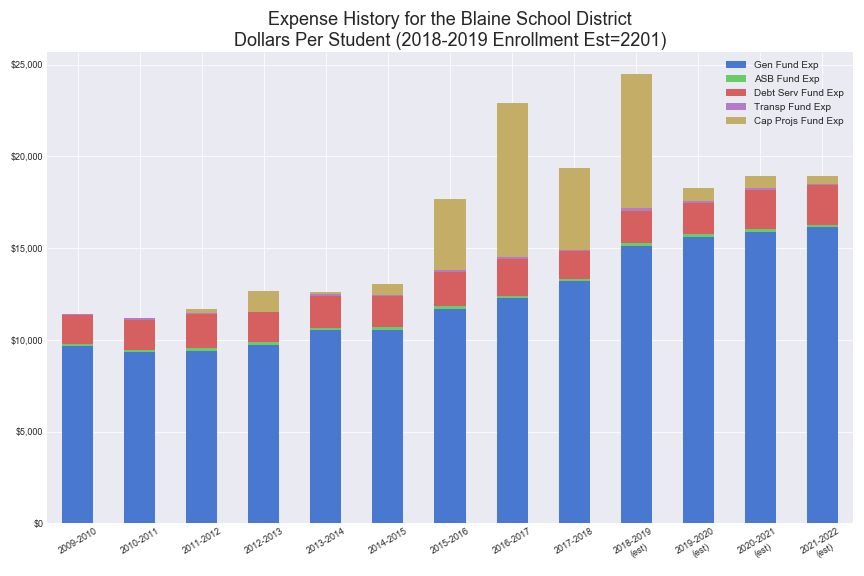 Expense History for the Blaine School District
Dollars Per Student (2018-2019 Enrollment Est=2201)
Gen Fund Exp
ASB Fund Exp
Debt Serv Fund Exp
Transp Fund Exp
Cap Projs Fund Exp
$25,000
$20,000
$15,000
$10,000
$5,000
$0
2009-2010
2010-2011
2011-2012
2012-2013
2013-2014
2014-2015
2015-2016
2016-2017
2017-2018
2018-2019
(est)
2019-2020
(est)
2020-2021
(est)
2021-2022
(est)